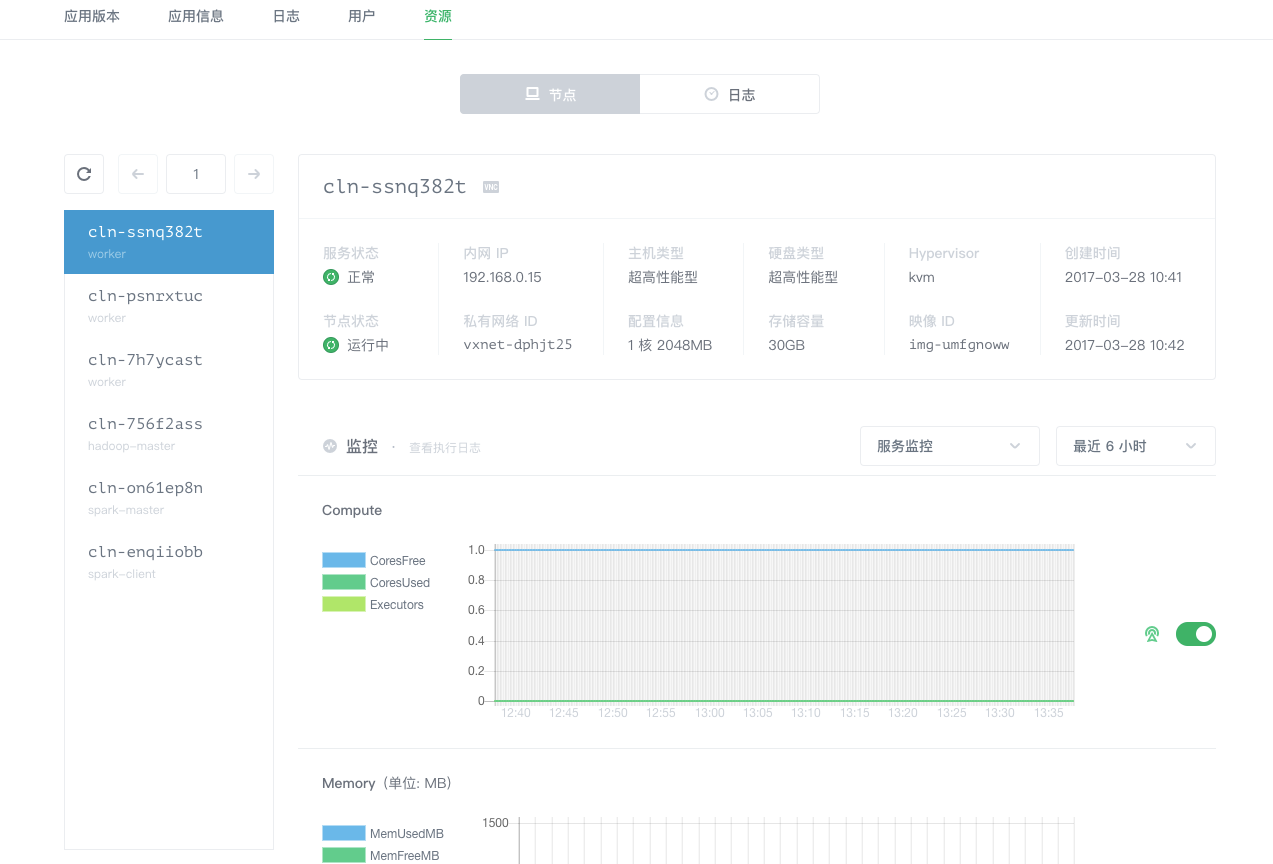 应用版本 应用信息 日志 用户 资源
节点 日志
1
cln-ssnq382t
worker
cln-psnrxtuc
worker
cln-7h7ycast
worker
cln-756f2ass
hadoop-master
cln-on61ep8n
spark-master
cln-enqiiobb
spark-client
cln-ssnq382t VNC
服务状态 内网 IP 主机类型 硬盘类型 Hypervisor 创建时间
正常 192.168.0.15 超高性能型 超高性能型 kvm 2017-03-28 10:41
节点状态 私有网络 ID 配置信息 存储容量 映像 ID 更新时间
运行中 vxnet-dphjt25 1 核 2048MB 30GB img-umfgnoww 2017-03-28 10:42
监控 · 查看执行日志 服务监控 最近 6 小时
Compute
CoresFree
CoresUsed
Executors
1.0
0.8
0.6
0.4
0.2
0
12:40 12:45 12:50 12:55 13:00 13:05 13:10 13:15 13:20 13:25 13:30 13:35
Memory（单位: MB）
MemUsedMB
MemFreeMB
1500